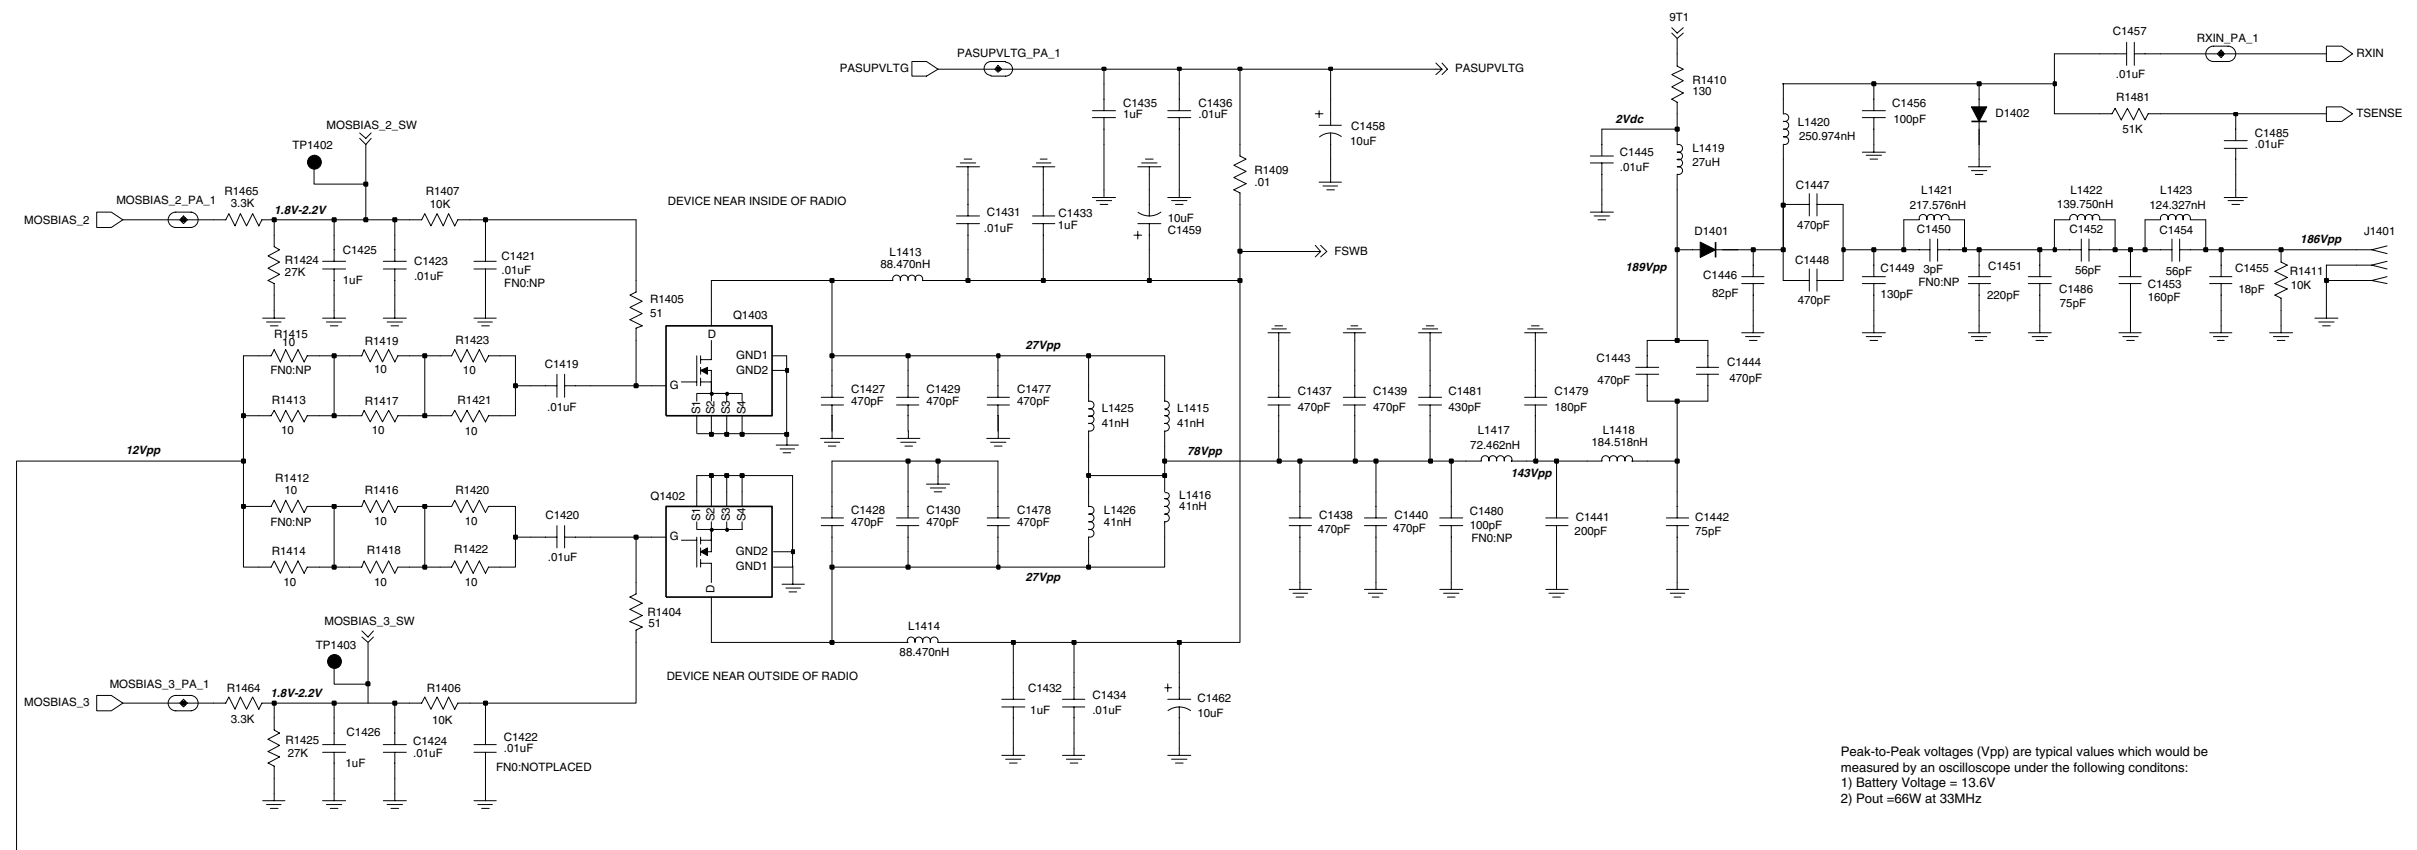 9T1
R1410
130
PASUPVLTG
PASUPVLTG_PA_1
PASUPVLTG
C1457
.01uF
RXIN_PA_1
RXIN
C1435
1uF
C1436
.01uF
C1458
10uF
2Vdc
C1445
.01uF
L1419
27uH
L1420
250.974nH
C1456
100pF
D1402
R1481
51K
TSENSE
C1485
.01uF
MOSBIAS_2_SW
TP1402
MOSBIAS_2
MOSBIAS_2_PA_1
R1465
3.3K
1.8V-2.2V
R1407
10K
R1424
27K
C1425
1uF
C1423
.01uF
C1421
.01uF
FN0:NP
DEVICE NEAR INSIDE OF RADIO
R1409
.01
C1431
.01uF
C1433
1uF
10uF
C1459
FSWB
L1413
88.470nH
R1405
51
D1401
189Vpp
C1446
82pF
C1447
470pF
C1448
470pF
L1421
217.576nH
C1450
3pF
FN0:NP
C1449
130pF
C1451
220pF
L1422
139.750nH
C1452
56pF
C1486
75pF
L1423
124.327nH
C1454
56pF
C1453
160pF
C1455
18pF
186Vpp
R1411
10K
J1401
R1415
10
FN0:NP
R1419
10
R1423
10
R1413
10
R1417
10
R1421
10
C1419
.01uF
Q1403
D
G
S1
S2
S3
S4
GND1
GND2
27Vpp
C1427
470pF
C1429
470pF
C1477
470pF
L1425
41nH
L1415
41nH
C1437
470pF
C1439
470pF
C1481
430pF
C1479
180pF
C1443
470pF
C1444
470pF
12Vpp
78Vpp
L1417
72.462nH
143Vpp
L1418
184.518nH
R1412
10
FN0:NP
R1416
10
R1420
10
R1414
10
R1418
10
R1422
10
C1420
.01uF
Q1402
S1
S2
S3
S4
G
D
GND2
GND1
C1428
470pF
C1430
470pF
C1478
470pF
L1426
41nH
L1416
41nH
27Vpp
C1438
470pF
C1440
470pF
C1480
100pF
FN0:NP
C1441
200pF
C1442
75pF
R1404
51
L1414
88.470nH
DEVICE NEAR OUTSIDE OF RADIO
MOSBIAS_3_SW
TP1403
MOSBIAS_3
MOSBIAS_3_PA_1
R1464
3.3K
1.8V-2.2V
R1406
10K
R1425
27K
C1426
1uF
C1424
.01uF
C1422
.01uF
FN0:NOTPLACED
C1432
1uF
C1434
.01uF
C1462
10uF
Peak-to-Peak voltages (Vpp) are typical values which would be
measured by an oscilloscope under the following conditons:
1) Battery Voltage = 13.6V
2) Pout =66W at 33MHz